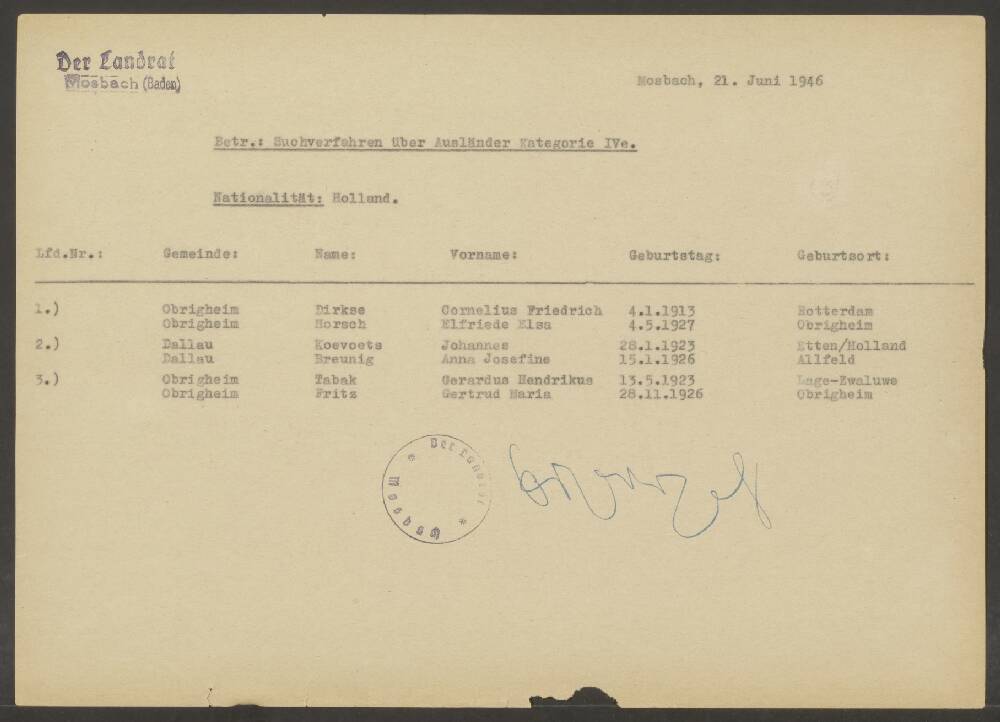 Der Landrat
Mosbach (Baden)
Mosbach, 21. Juni 1946
Betr.: Suchverfahren über Ausländer Kategorie IVe.
Nationalität: Holland.
Lfd.Nr.: Gemeinde: Name: Vorname: Geburtstag: Geburtsort:
1.) Obrigheim Dirkse Cornelius Friedrich 4.1.1913 Rotterdam
Obrigheim Horsch Elfriede Elsa 4.5.1927 Obrigheim
2.) Dallau Koevoets Johannes 28.1.1923 Etten/Holland
Dallau Breunig Anna Josefine 15.1.1926 Allfeld
3.) Obrigheim Tabak Gerardus Hendrikus 13.5.1923 Lage-Zwaluwe
Obrigheim Fritz Gertrud Maria 28.11.1926 Obrigheim
* Der Landrat * Mosbach